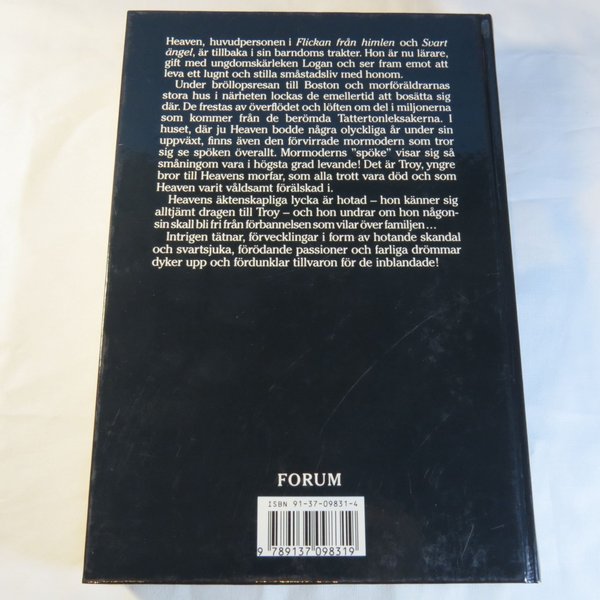 Heaven, huvudpersonen i Flickan från himlen och Svart
ängel, är tillbaka i sin barndoms trakter. Hon är nu lärare,
gift med ungdomskärleken Logan och ser fram emot att
leva ett lugnt och stilla småstadsliv med honom.
Under bröllopsresan till Boston och morföräldrarnas
stora hus i närheten lockas de emellertid att bosätta sig
där. De frestas av överflödet och löften om del i miljonerna
som kommer från de berömda Tattertonleksakerna. I
huset, där ju Heaven bodde några olyckliga år under sin
uppväxt, finns även den förvirrade mormodern som tror
sig se spöken överallt. Mormoderns "spöke" visar sig så
småningom vara i högsta grad levande! Det är Troy, yngre
bror till Heavens morfar, som alla trott vara död och som
Heaven varit våldsamt förälskad i.
Heavens äktenskapliga lycka är hotad – hon känner sig
alltjämt dragen till Troy – och hon undrar om hon någon-
sin skall bli fri från förbannelsen som vilar över familjen...
Intrigen tätnar, förvecklingar i form av hotande skandal
och svartsjuka, förödande passioner och farliga drömmar
dyker upp och fördunklar tillvaron för de inblandade!
FORUM
ISBN 91-37-09831-4
9 789137 098319